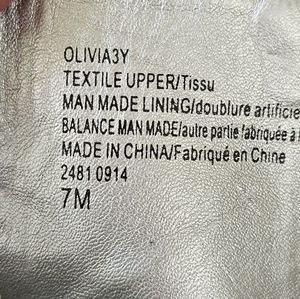 OLIVIA3Y
TEXTILE UPPER/Tissu
MAN MADE LINING/doublure artificie
BALANCE MAN MADE/autre partie fabriquée à
MADE IN CHINA/Fabriqué en Chine
2481 0914
7M